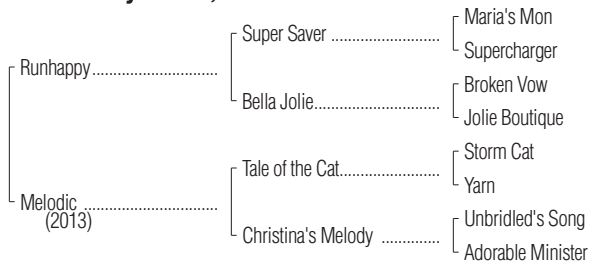 Maria's Mon
Super Saver ........................
Supercharger
Runhappy............................
Broken Vow
Bella Jolie............................
Jolie Boutique
Storm Cat
Tale of the Cat......................
Yarn
Melodic ..............................
(2013)
Unbridled's Song
Christina's Melody .............
Adorable Minister